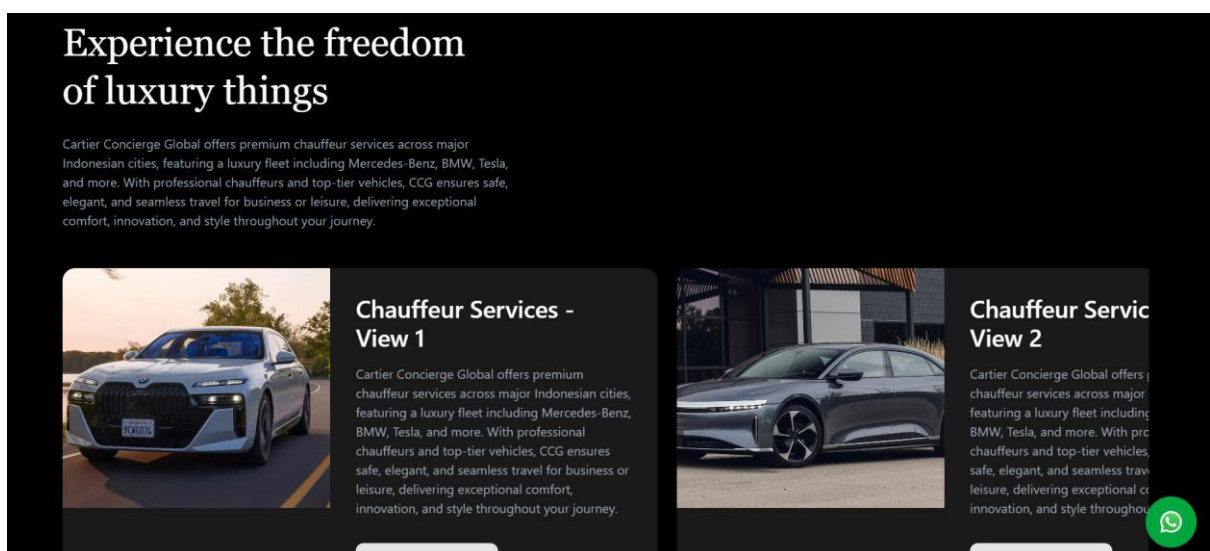 Experience the freedom
of luxury things
Cartier Concierge Global offers premium chauffeur services across major
Indonesian cities, featuring a luxury fleet including Mercedes-Benz, BMW, Tesla,
and more. With professional chauffeurs and top-tier vehicles, CCG ensures safe,
elegant, and seamless travel for business or leisure, delivering exceptional
comfort, innovation, and style throughout your journey.
Chauffeur Services -
View 1
Cartier Concierge Global offers premium
chauffeur services across major Indonesian cities,
featuring a luxury fleet including Mercedes-Benz,
BMW, Tesla, and more. With professional
chauffeurs and top-tier vehicles, CCG ensures
safe, elegant, and seamless travel for business or
leisure, delivering exceptional comfort,
innovation, and style throughout your journey.
Chauffeur Servic
View 2
Cartier Concierge Global offers
chauffeur services across major
featuring a luxury fleet including
BMW, Tesla, and more. With
chauffeurs and top-tier vehicles,
safe, elegant, and seamless
leisure, delivering exceptional
innovation, and style